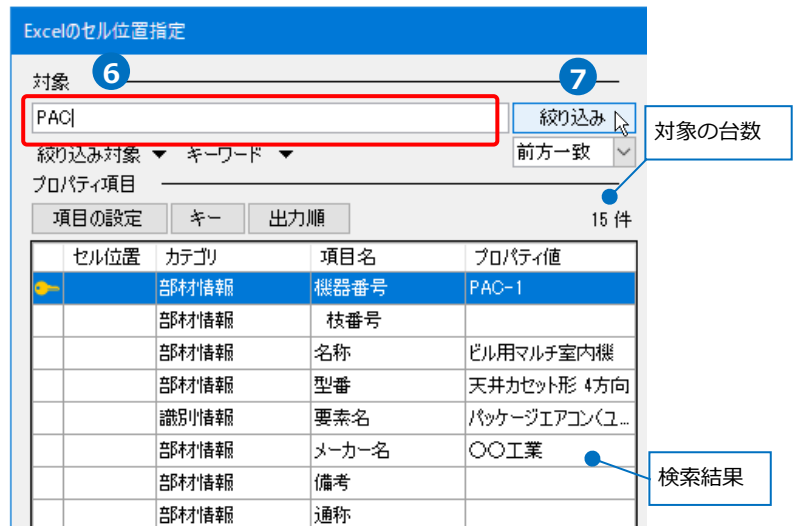 Excelのセル位置指定
対象
6
7
PAC
絞り込み
対象の台数
絞り込み対象 ▼ キーワード ▼
前方一致
プロパティ項目
項目の設定 キー 出力順
15 件
セル位置 カテゴリ 項目名 プロパティ値
部材情報 機器番号 PAC-1
部材情報 枝番号
部材情報 名称 ビル用マルチ室内機
部材情報 型番 天井カセット形 4方向
識別情報 要素名 パッケージエアコン(ユ...
部材情報 メーカー名 〇〇工業
検索結果
部材情報 備考
部材情報 通称